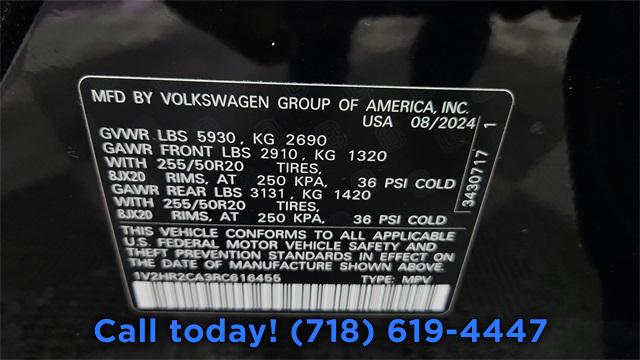 MFD BY VOLKSWAGEN GROUP OF AMERICA, INC.
USA 08/2024
GVWR LBS 5930, KG 2690
GAWR FRONT LBS 2910, KG 1320
WITH 255/50R20 TIRES,
8JX20 RIMS, AT 250 KPA, 36 PSI COLD
GAWR REAR LBS 3131, KG 1420
WITH 255/50R20 TIRES,
8JX20 RIMS, AT 250 KPA, 36 PSI COLD
THIS VEHICLE CONFORMS TO ALL APPLICABLE
U.S. FEDERAL MOTOR VEHICLE SAFETY AND
THEFT PREVENTION STANDARDS IN EFFECT ON
THE DATE OF MANUFACTURE SHOWN ABOVE.
1V2HR2CA3RC616455 TYPE: MPV
3430717 1
Call today! (718) 619-4447